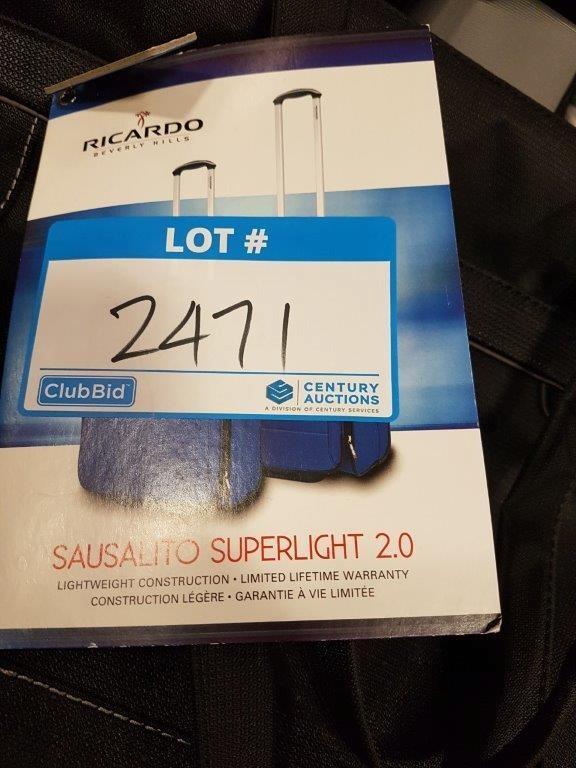 RICARDO
BEVERLY HILLS
LOT #
2471
ClubBid™
CENTURY
AUCTIONS
A DIVISION OF CENTURY SERVICES
SAUSALITO SUPERLIGHT 2.0
LIGHTWEIGHT CONSTRUCTION • LIMITED LIFETIME WARRANTY
CONSTRUCTION LÉGÈRE • GARANTIE À VIE LIMITÉE